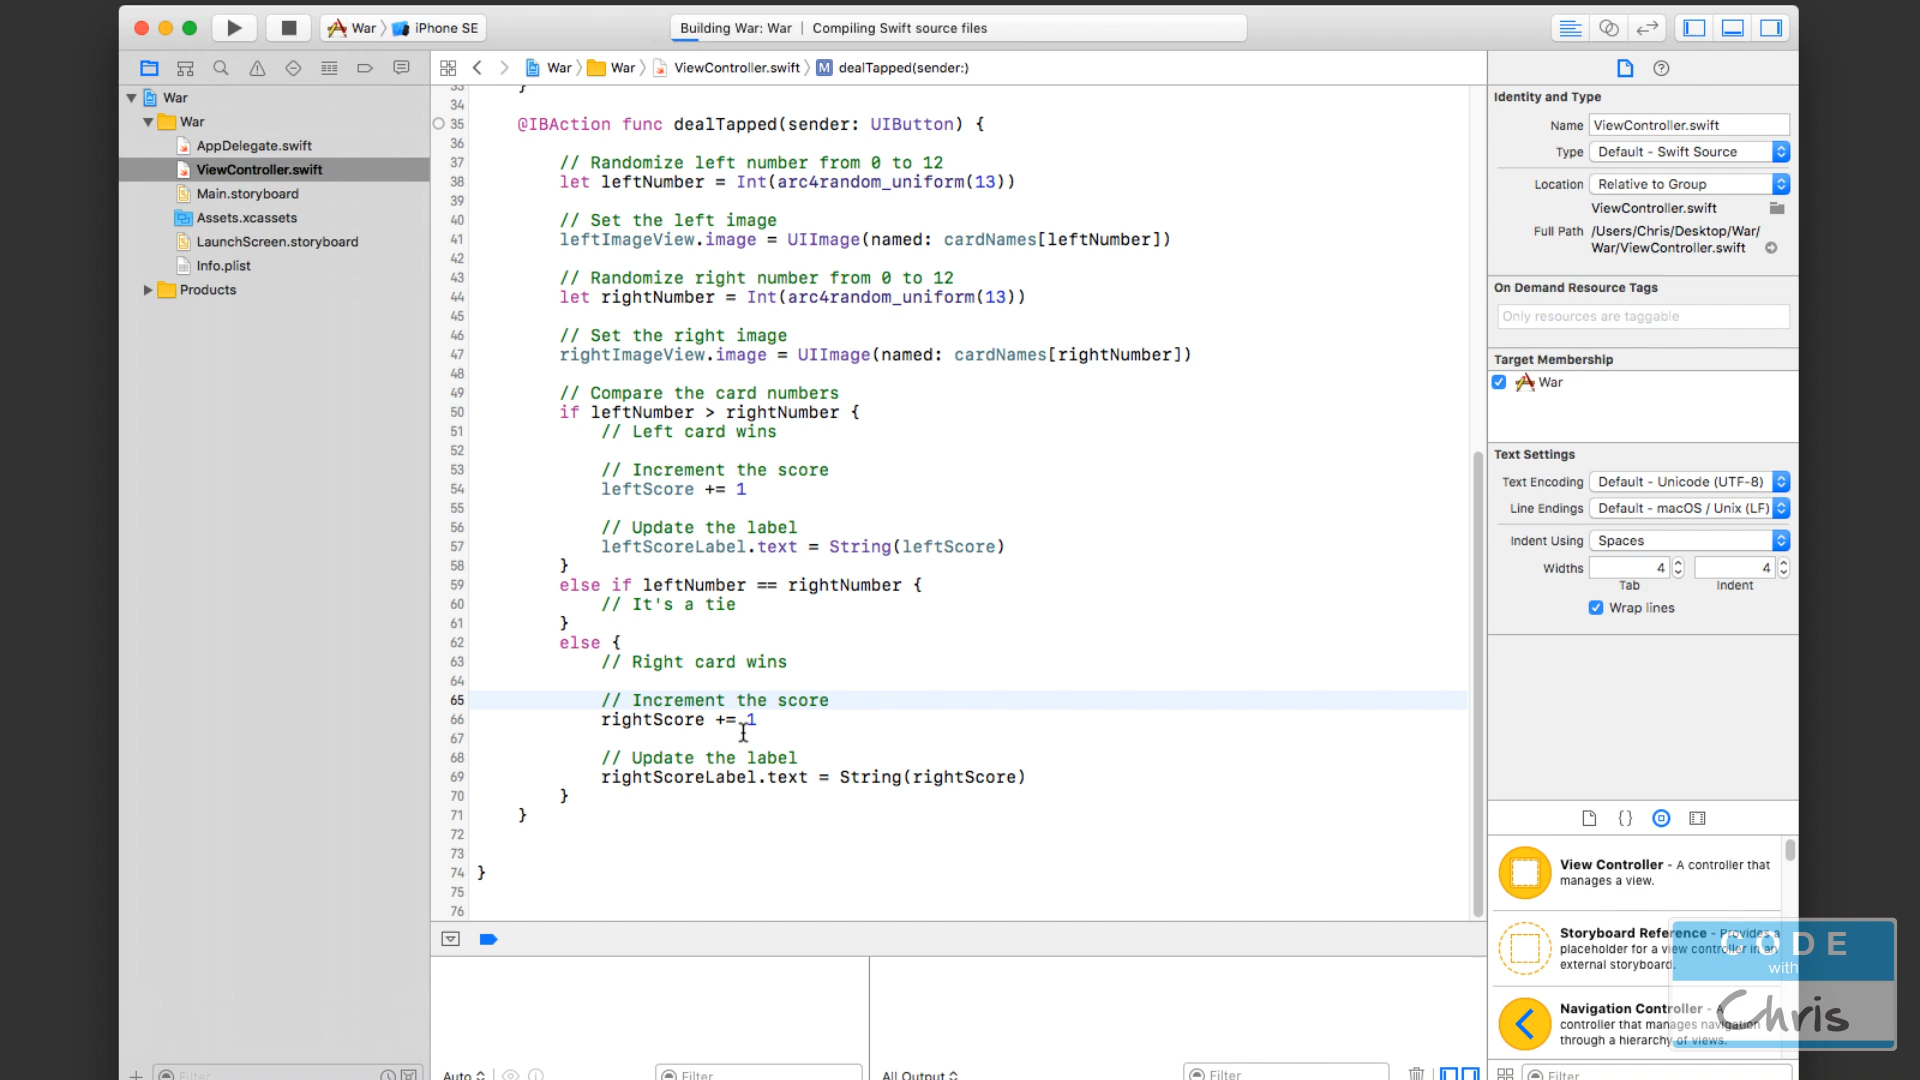 War
iPhone SE
Building War: War | Compiling Swift source files
War
War
ViewController.swift
M dealTapped(sender:)
War
War
AppDelegate.swift
ViewController.swift
Main.storyboard
Assets.xcassets
LaunchScreen.storyboard
Info.plist
Products
Filter
33 }
34
35 @IBAction func dealTapped(sender: UIButton) {
36
37 // Randomize left number from 0 to 12
38 let leftNumber = Int(arc4random_uniform(13))
39
40 // Set the left image
41 leftImageView.image = UIImage(named: cardNames[leftNumber])
42
43 // Randomize right number from 0 to 12
44 let rightNumber = Int(arc4random_uniform(13))
45
46 // Set the right image
47 rightImageView.image = UIImage(named: cardNames[rightNumber])
48
49 // Compare the card numbers
50 if leftNumber > rightNumber {
51 // Left card wins
52
53 // Increment the score
54 leftScore += 1
55
56 // Update the label
57 leftScoreLabel.text = String(leftScore)
58 }
59 else if leftNumber == rightNumber {
60 // It's a tie
61 }
62 else {
63 // Right card wins
64
65 // Increment the score
66 rightScore += 1
67
68 // Update the label
69 rightScoreLabel.text = String(rightScore)
70 }
71 }
72
73
74 }
75
76
Auto
Filter
All Output
Filter
Identity and Type
Name ViewController.swift
Type Default - Swift Source
Location Relative to Group
ViewController.swift
Full Path /Users/Chris/Desktop/War/
War/ViewController.swift
On Demand Resource Tags
Only resources are taggable
Target Membership
War
Text Settings
Text Encoding Default - Unicode (UTF-8)
Line Endings Default - macOS / Unix (LF)
Indent Using Spaces
Widths 4 4
Tab Indent
Wrap lines
View Controller - A controller that
manages a view.
Storyboard Reference - Provides a
placeholder for a view controller in an
external storyboard.
Navigation Controller - A
controller that manages navigation
through a hierarchy of views.
Filter
CODE
with
Chris